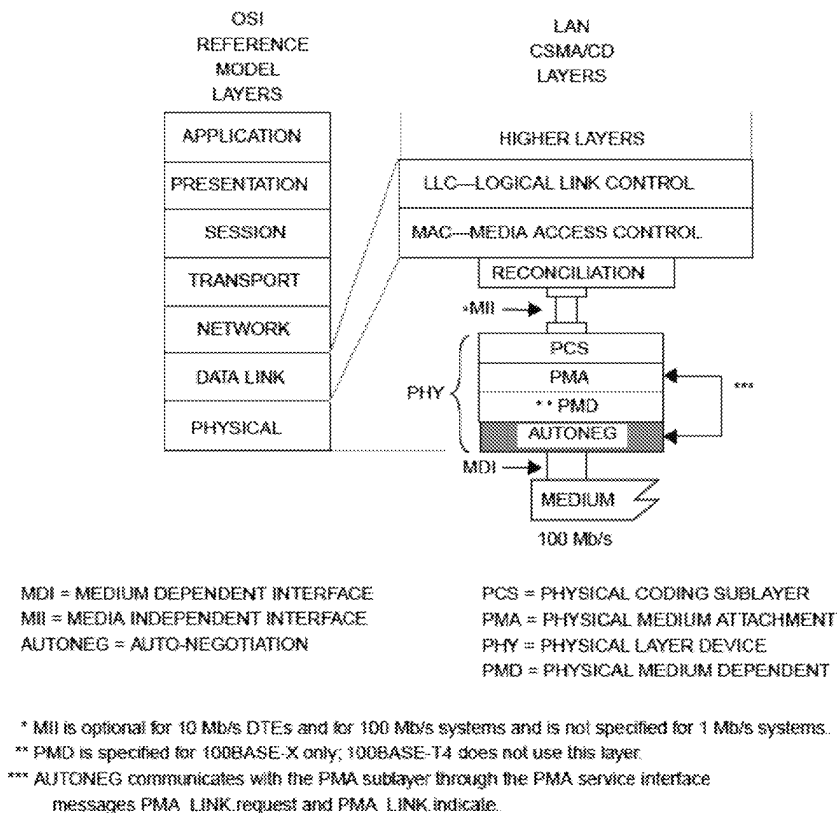 OSI
REFERENCE
MODEL
LAYERS
LAN
CSMA/CD
LAYERS
APPLICATION
PRESENTATION
SESSION
TRANSPORT
NETWORK
DATA LINK
PHYSICAL
HIGHER LAYERS
LLC—LOGICAL LINK CONTROL
MAC—MEDIA ACCESS CONTROL
RECONCILIATION
*MII
PCS
PMA
** PMD
AUTONEG
PHY
***
MDI
MEDIUM
100 Mb/s
MDI = MEDIUM DEPENDENT INTERFACE
MII = MEDIA INDEPENDENT INTERFACE
AUTONEG = AUTO-NEGOTIATION
PCS = PHYSICAL CODING SUBLAYER
PMA = PHYSICAL MEDIUM ATTACHMENT
PHY = PHYSICAL LAYER DEVICE
PMD = PHYSICAL MEDIUM DEPENDENT
* MII is optional for 10 Mb/s DTEs and for 100 Mb/s systems and is not specified for 1 Mb/s systems.
** PMD is specified for 100BASE-X only; 100BASE-T4 does not use this layer.
*** AUTONEG communicates with the PMA sublayer through the PMA service interface
messages PMA_LINK.request and PMA_LINK.indicate.